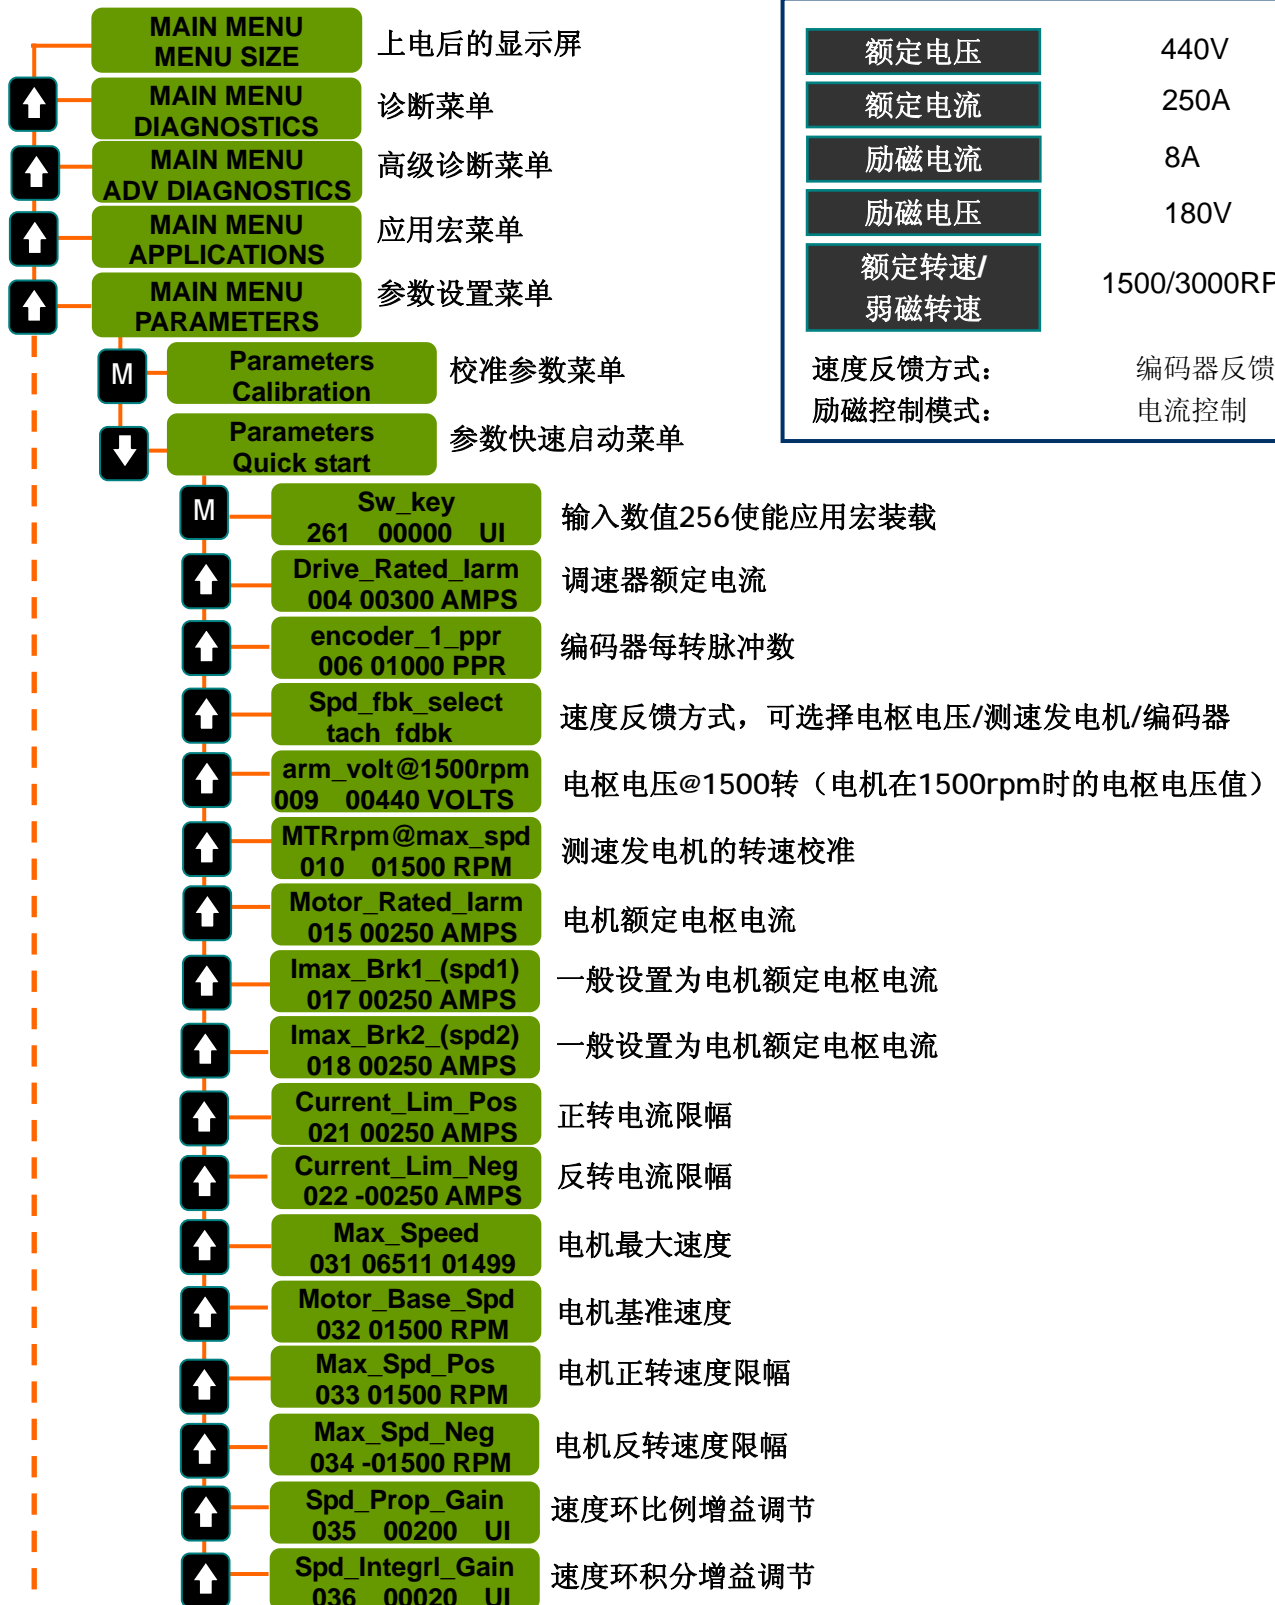 MAIN MENU
MENU SIZE
上电后的显示屏
MAIN MENU
DIAGNOSTICS
诊断菜单
MAIN MENU
ADV DIAGNOSTICS
高级诊断菜单
MAIN MENU
APPLICATIONS
应用宏菜单
MAIN MENU
PARAMETERS
参数设置菜单
额定电压 440V
额定电流 250A
励磁电流 8A
励磁电压 180V
额定转速/
弱磁转速
1500/3000RP
速度反馈方式： 编码器反馈
励磁控制模式： 电流控制
M
Parameters
Calibration
校准参数菜单
Parameters
Quick start
参数快速启动菜单
M
Sw_key
261 00000 UI
输入数值256使能应用宏装载
Drive_Rated_Iarm
004 00300 AMPS
调速器额定电流
encoder_1_ppr
006 01000 PPR
编码器每转脉冲数
Spd_fbk_select
tach fdbk
速度反馈方式，可选择电枢电压/测速发电机/编码器
arm_volt@1500rpm
009 00440 VOLTS
电枢电压@1500转（电机在1500rpm时的电枢电压值）
MTRrpm@max_spd
010 01500 RPM
测速发电机的转速校准
Motor_Rated_Iarm
015 00250 AMPS
电机额定电枢电流
Imax_Brk1_(spd1)
017 00250 AMPS
一般设置为电机额定电枢电流
Imax_Brk2_(spd2)
018 00250 AMPS
一般设置为电机额定电枢电流
Current_Lim_Pos
021 00250 AMPS
正转电流限幅
Current_Lim_Neg
022 -00250 AMPS
反转电流限幅
Max_Speed
031 06511 01499
电机最大速度
Motor_Base_Spd
032 01500 RPM
电机基准速度
Max_Spd_Pos
033 01500 RPM
电机正转速度限幅
Max_Spd_Neg
034 -01500 RPM
电机反转速度限幅
Spd_Prop_Gain
035 00200 UI
速度环比例增益调节
Spd_Integrl_Gain
036 00020 UI
速度环积分增益调节